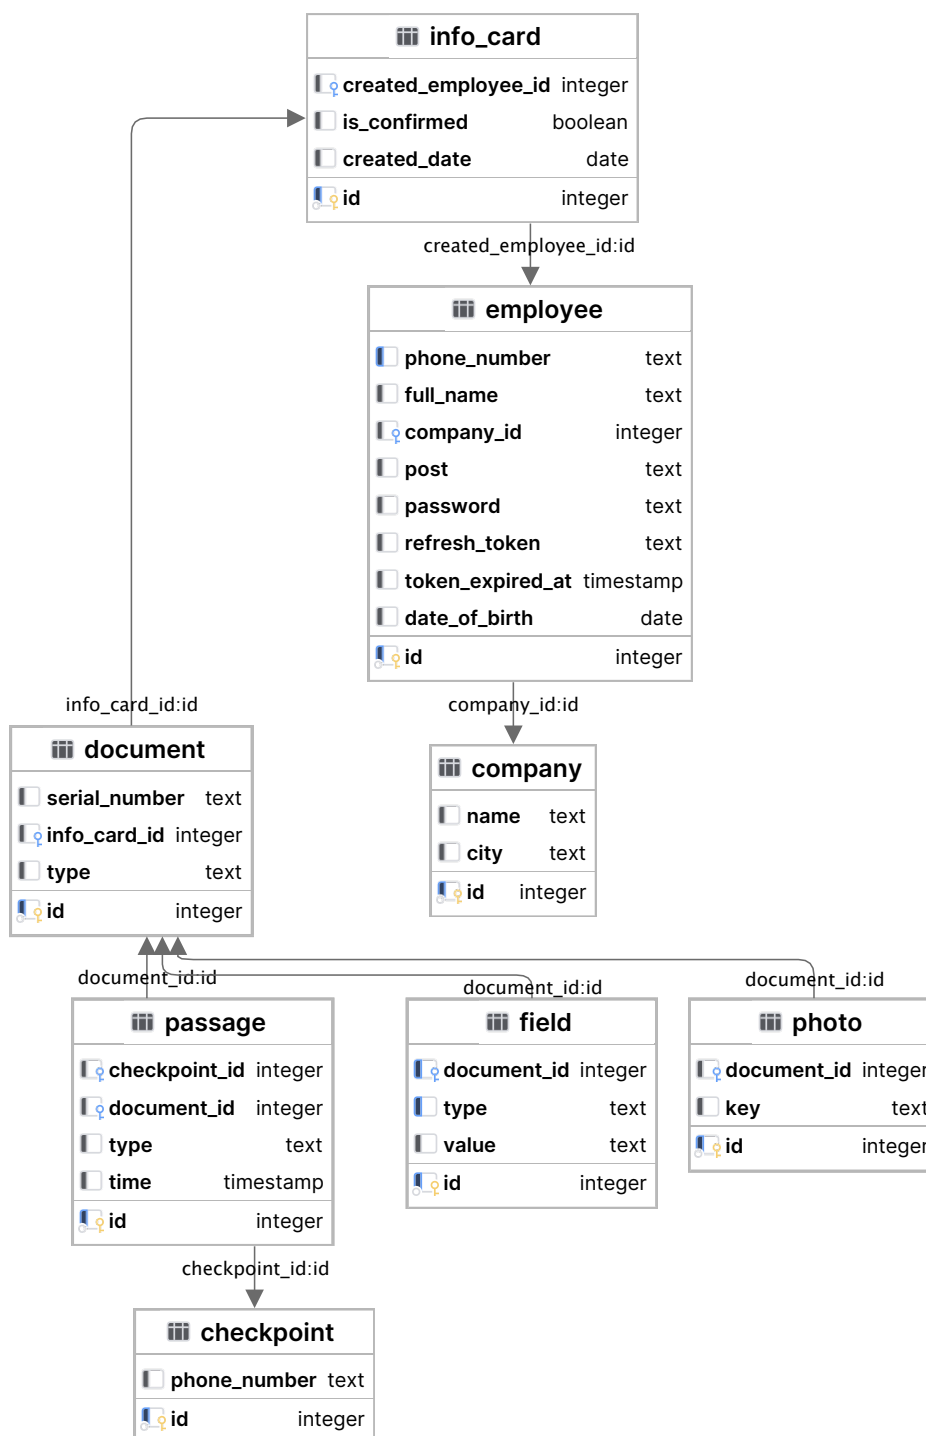 info_card
created_employee_id integer
is_confirmed boolean
created_date date
id integer
created_employee_id:id
employee
phone_number text
full_name text
company_id integer
post text
password text
refresh_token text
token_expired_at timestamp
date_of_birth date
id integer
info_card_id:id
company_id:id
document
serial_number text
info_card_id integer
type text
id integer
company
name text
city text
id integer
document_id:id
document_id:id
document_id:id
passage
checkpoint_id integer
document_id integer
type text
time timestamp
id integer
field
document_id integer
type text
value text
id integer
photo
document_id integer
key text
id integer
checkpoint_id:id
checkpoint
phone_number text
id integer